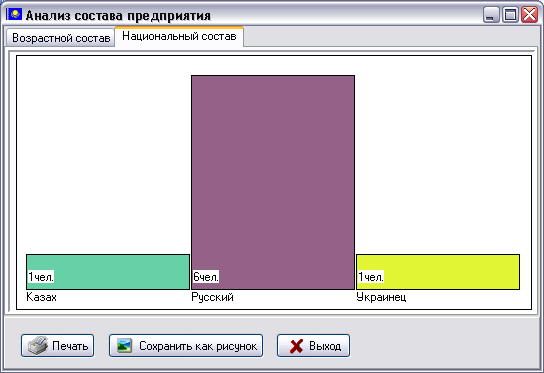 Анализ состава предприятия
Возрастной состав Национальный состав
1чел. 6чел. 1чел.
Казах Русский Украинец
Печать Сохранить как рисунок Выход